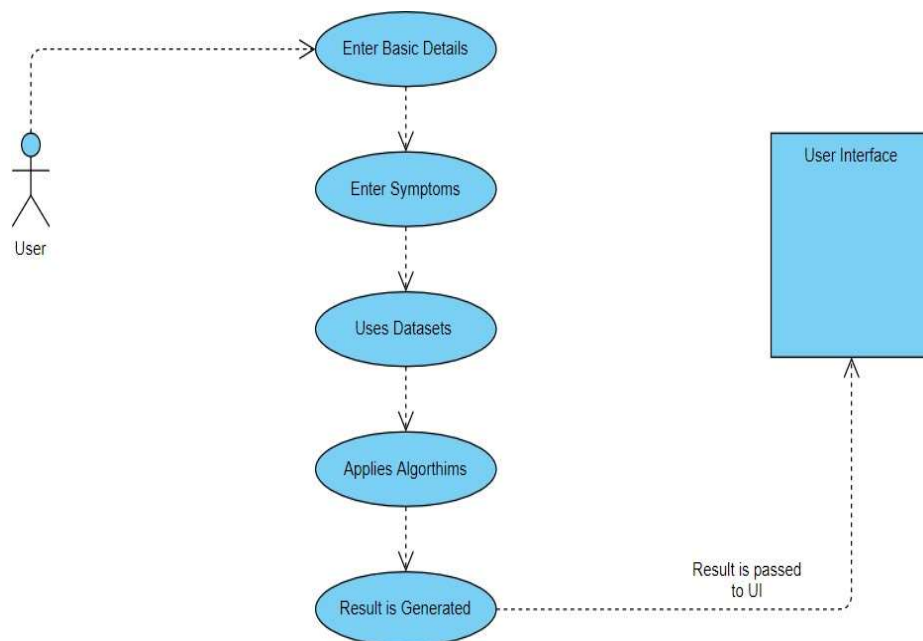 Enter Basic Details
User Interface
Enter Symptoms
User
Uses Datasets
Applies Algorthims
Result is passed
to UI
Result is Generated